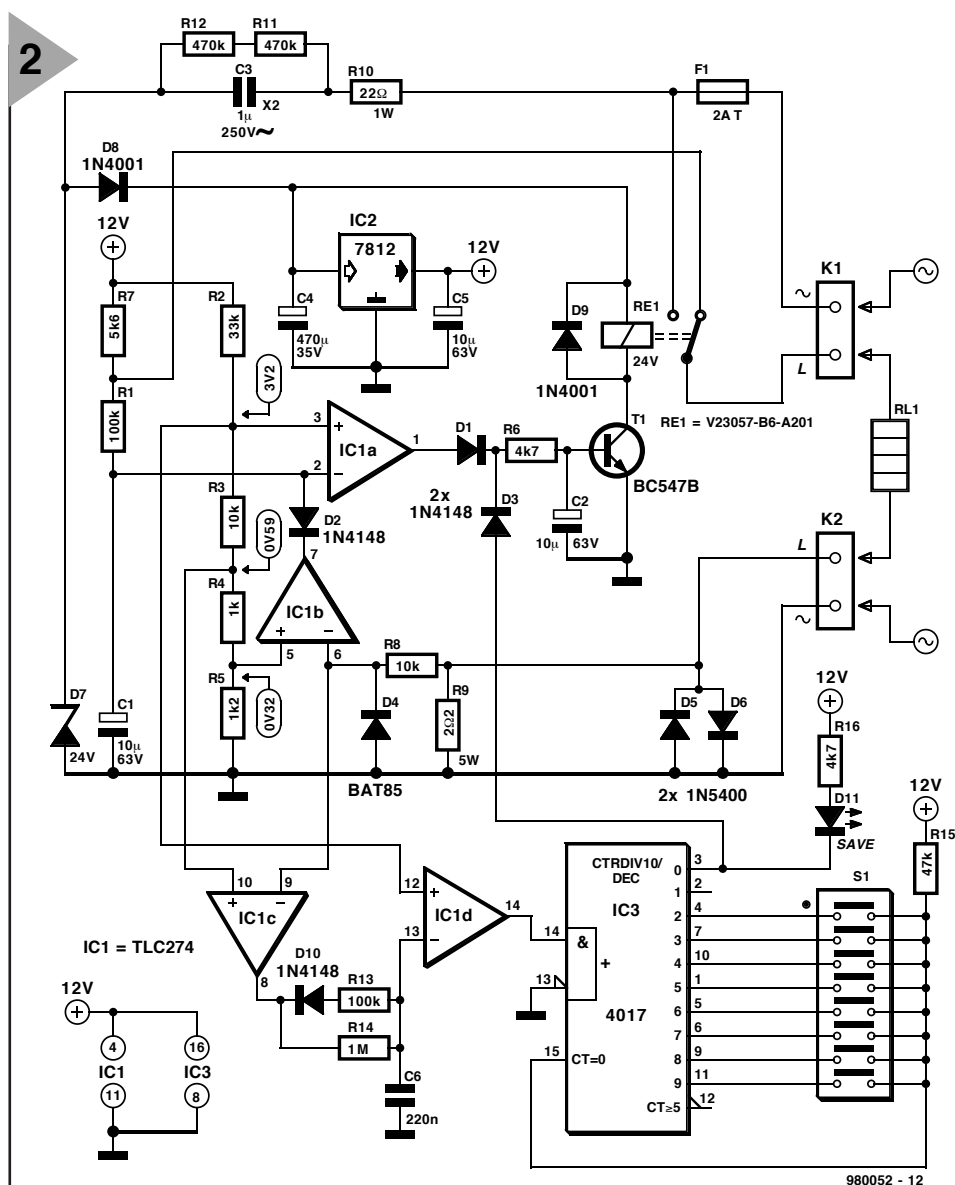 2
R12
470k
R11
470k
C3
1μ
X2
250V~
R10
22Ω
1W
F1
2A T
D8
1N4001
12V
+
IC2
7812
12V
+
K1
~
L
R7
5k6
R2
33k
C4
470μ
35V
C5
10μ
63V
D9
1N4001
RE1
24V
3V2
R1
100k
RE1 = V23057-B6-A201
RL1
3
+
IC1a
1
2
–
D1
R6
4k7
T1
BC547B
2x
1N4148
D3
C2
10μ
63V
R3
10k
D2
1N4148
0V59
7
K2
L
~
R4
1k
IC1b
+
–
5
6
R8
10k
R5
1k2
0V32
D7
24V
C1
10μ
63V
D4
BAT85
R9
2Ω2
5W
D5
D6
2x 1N5400
12V
+
R16
4k7
D11
SAVE
12V
+
R15
47k
S1
10
+
9
–
IC1c
8
12
+
IC1d
14
13
–
IC1 = TLC274
D10
1N4148
R13
100k
R14
1M
C6
220n
12V
+
4
16
IC1
IC3
11
8
CTRDIV10/
DEC
IC3
4017
14
&
+
13
15
CT=0
0
3
1
2
2
4
3
7
4
10
5
1
6
5
7
6
8
9
9
11
CT≥5
12
980052 - 12